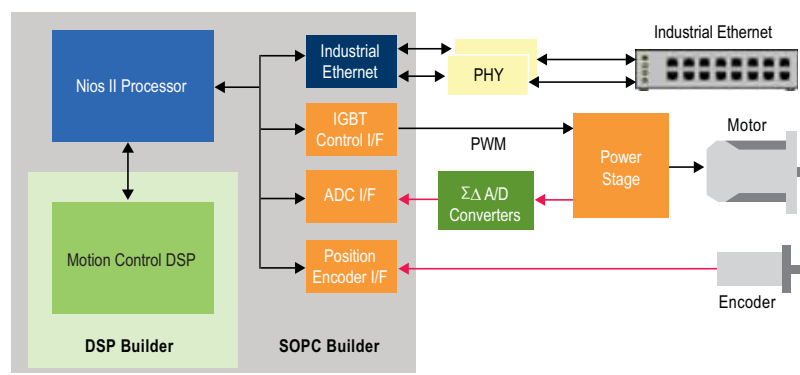 Industrial Ethernet
Nios II Processor
Industrial
Ethernet
PHY
IGBT
Control I/F
PWM
Power
Stage
Motor
ADC I/F
ΣΔ A/D
Converters
Motion Control DSP
Position
Encoder I/F
Encoder
DSP Builder
SOPC Builder